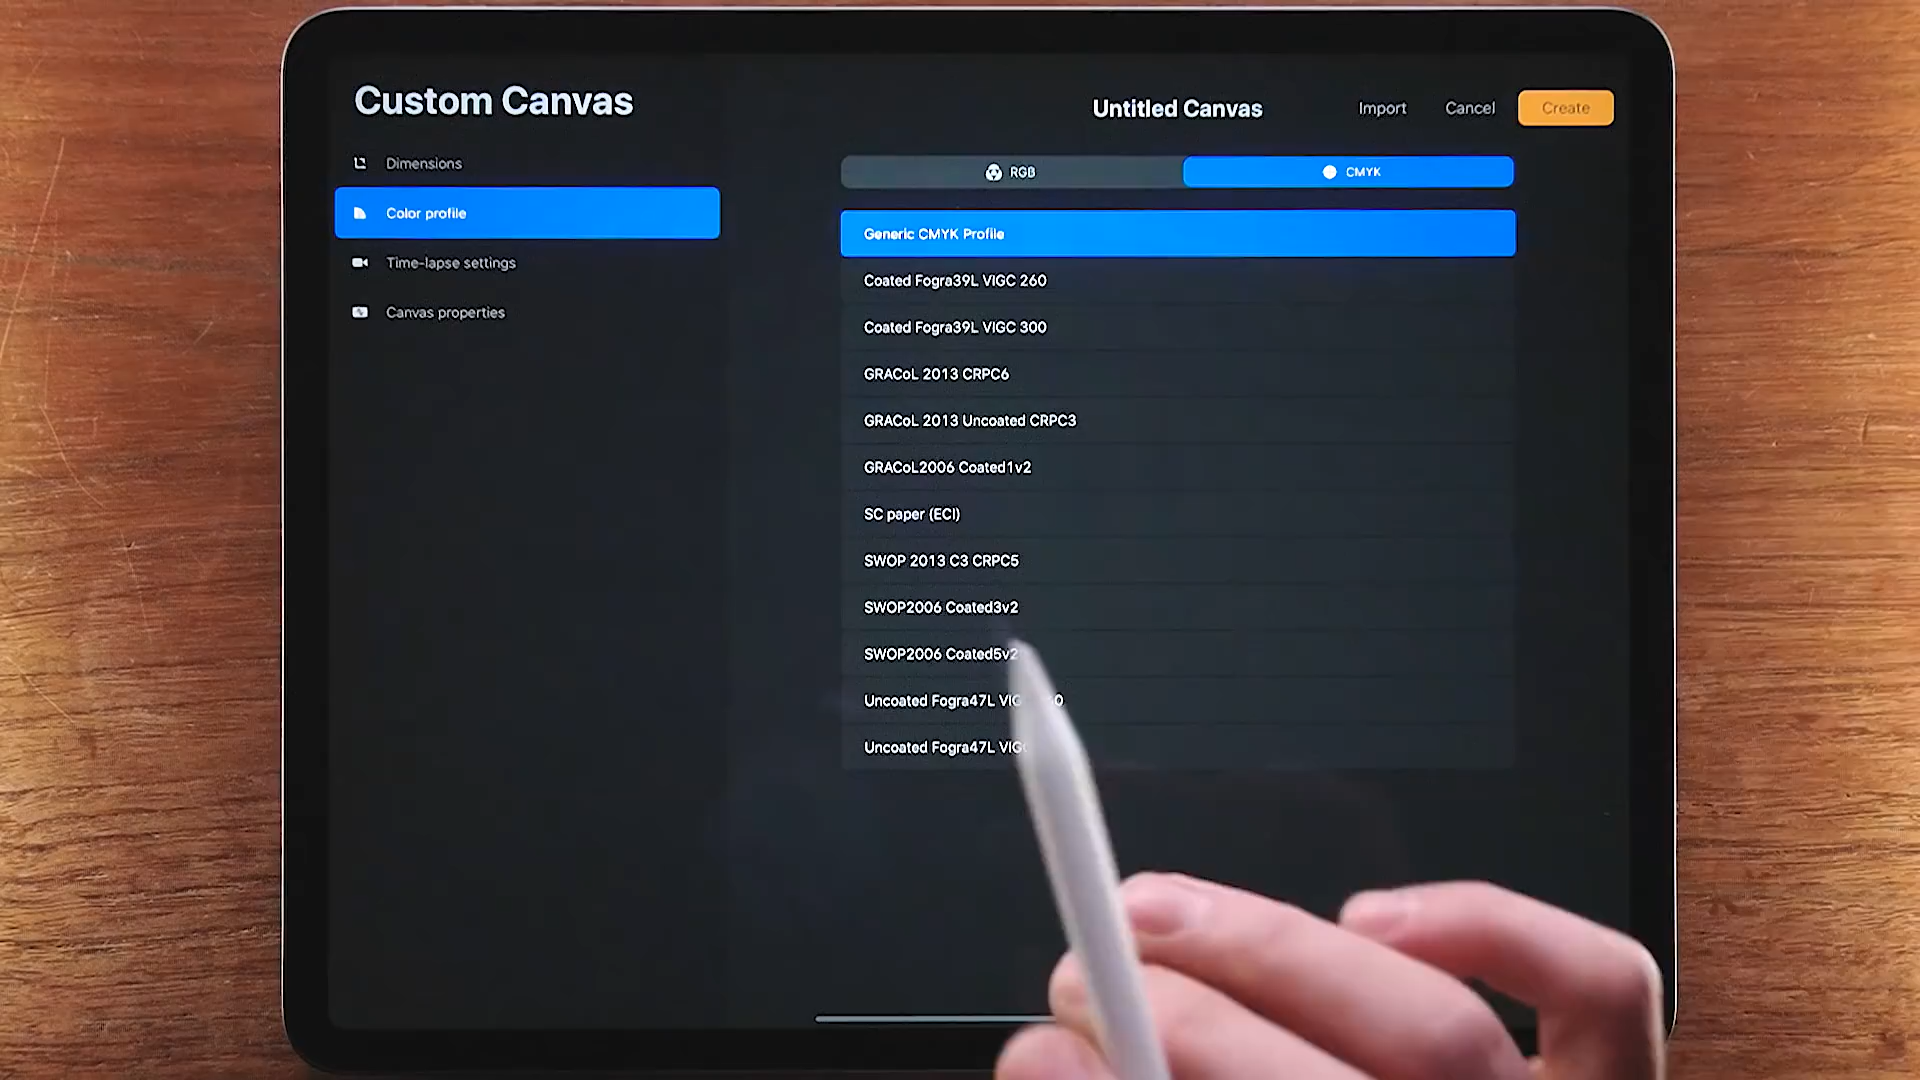 Custom Canvas
Untitled Canvas
Import
Cancel
Create
Dimensions
Color profile
Time-lapse settings
Canvas properties
RGB
CMYK
Generic CMYK Profile
Coated Fogra39L VIGC 260
Coated Fogra39L VIGC 300
GRACoL 2013 CRPC6
GRACoL 2013 Uncoated CRPC3
GRACoL2006 Coated1v2
SC paper (ECI)
SWOP 2013 C3 CRPC5
SWOP2006 Coated3v2
SWOP2006 Coated5v2
Uncoated Fogra47L
Uncoated Fogra47L